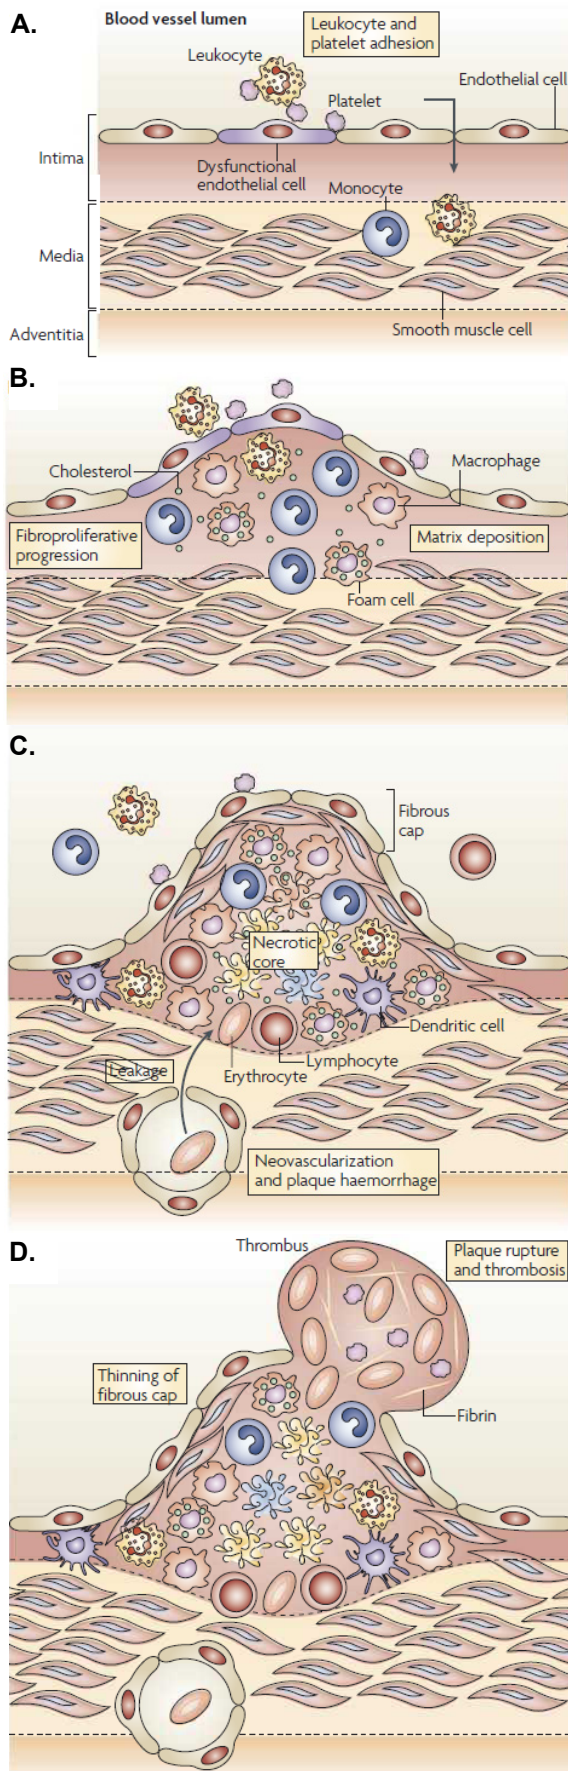 A.
Blood vessel lumen
Leukocyte and
platelet adhesion
Leukocyte
Endothelial cell
Platelet
Intima
Dysfunctional
endothelial cell
Monocyte
Media
Adventitia
Smooth muscle cell
B.
Cholesterol
Macrophage
Fibroproliferative
progression
Matrix deposition
Foam cell
C.
Fibrous
cap
Necrotic
core
Dendritic cell
Leakage
Lymphocyte
Erythrocyte
Neovascularization
and plaque haemorrhage
D.
Thrombus
Plaque rupture
and thrombosis
Thinning of
fibrous cap
Fibrin